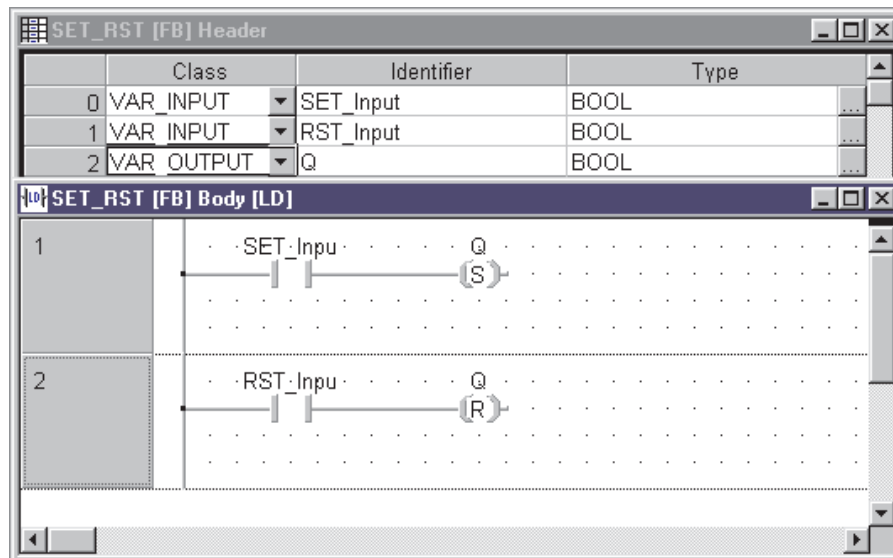 SET_RST [FB] Header
Class Identifier Type
0 VAR_INPUT SET_Input BOOL ...
1 VAR_INPUT RST_Input BOOL ...
2 VAR_OUTPUT Q BOOL ...
LD SET_RST [FB] Body [LD]
1
SET_Inpu Q
S
2
RST_Inpu Q
R